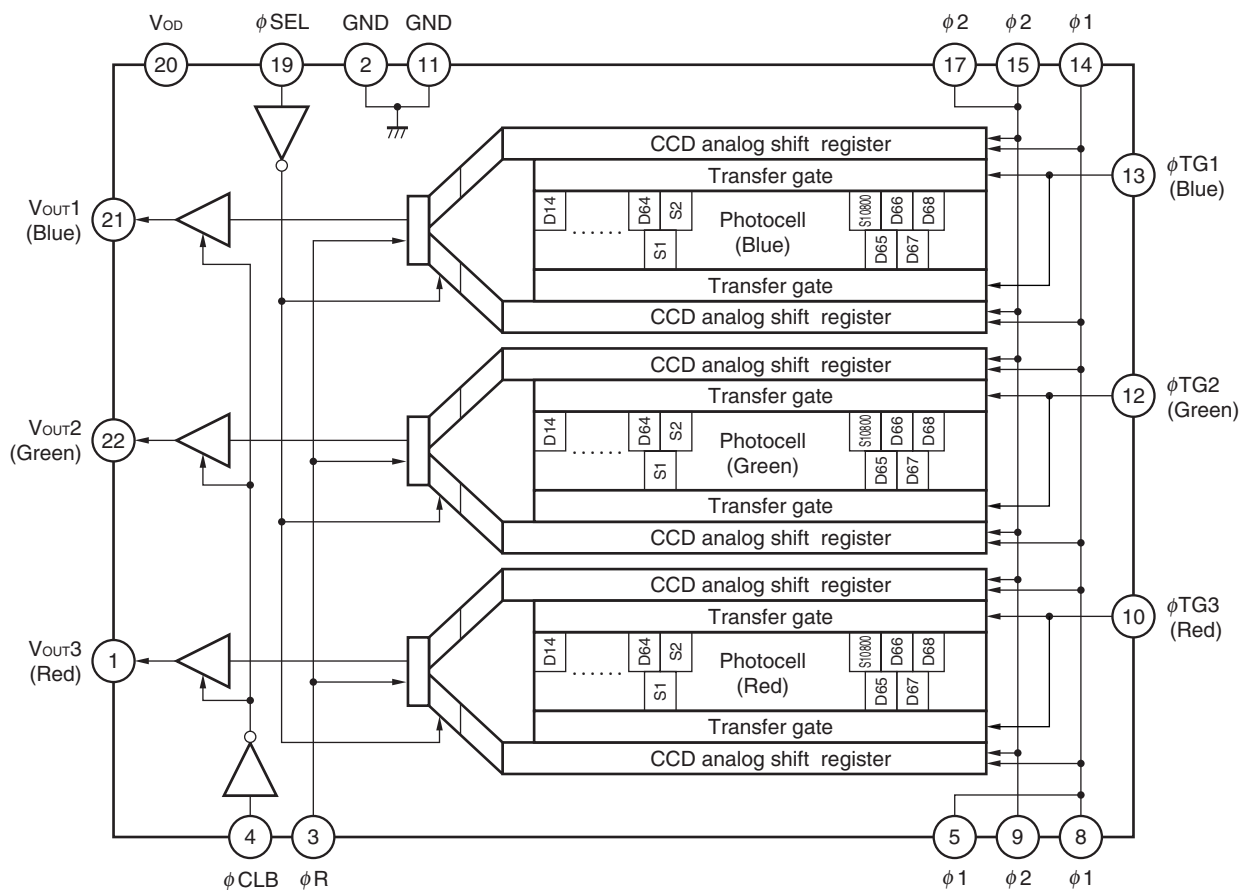 VOD
φSEL
GND
GND
φ2
φ2
φ1
20
19
2
11
17
15
14
CCD analog shift register
Transfer gate
13
φTG1
(Blue)
D14
D64
S2
Photocell
(Blue)
S10800
D66
D68
......
S1
D65
D67
VOUT1
(Blue)
21
Transfer gate
CCD analog shift register
CCD analog shift register
Transfer gate
12
φTG2
(Green)
D14
D64
S2
Photocell
(Green)
S10800
D66
D68
......
S1
D65
D67
VOUT2
(Green)
22
Transfer gate
CCD analog shift register
CCD analog shift register
Transfer gate
10
φTG3
(Red)
D14
D64
S2
Photocell
(Red)
S10800
D66
D68
......
S1
D65
D67
VOUT3
(Red)
1
Transfer gate
CCD analog shift register
4
3
5
9
8
φCLB
φR
φ1
φ2
φ1